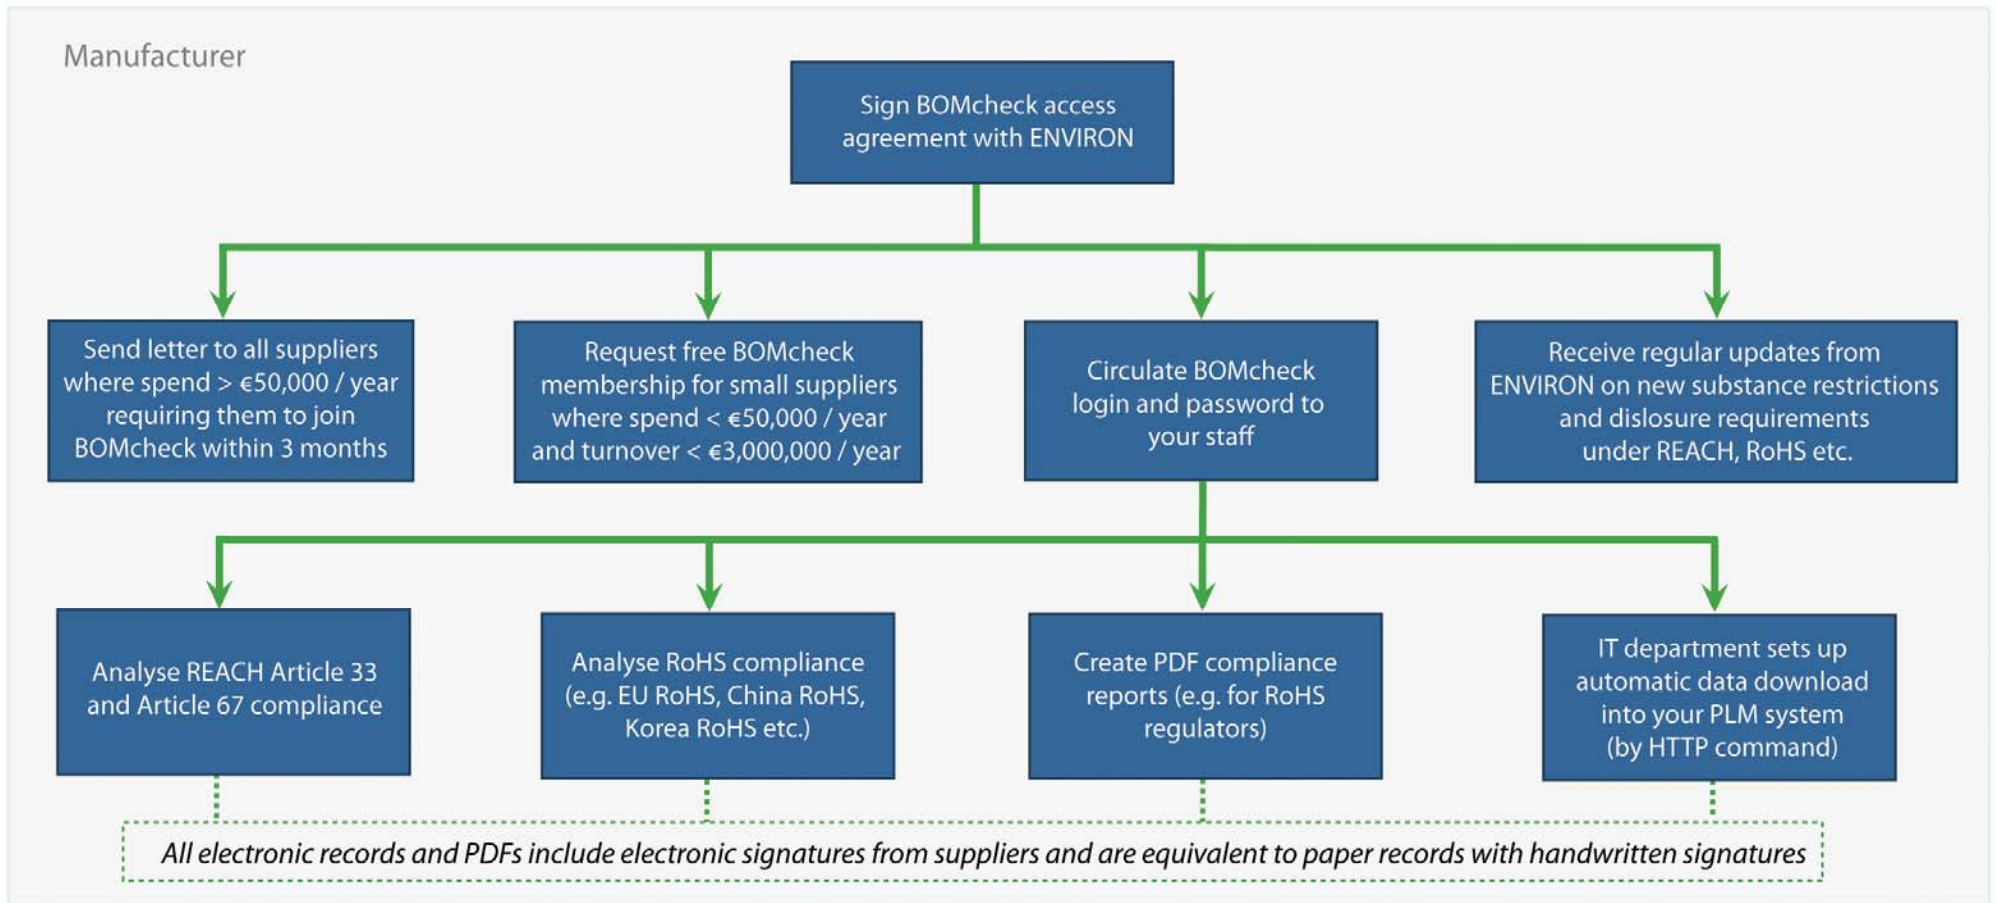 Manufacturer
Sign BOMcheck access
agreement with ENVIRON
Send letter to all suppliers
where spend > €50,000 / year
requiring them to join
BOMcheck within 3 months
Request free BOMcheck
membership for small suppliers
where spend < €50,000 / year
and turnover < €3,000,000 / year
Circulate BOMcheck
login and password to
your staff
Receive regular updates from
ENVIRON on new substance restrictions
and dislosure requirements
under REACH, RoHS etc.
Analyse REACH Article 33
and Article 67 compliance
Analyse RoHS compliance
(e.g. EU RoHS, China RoHS,
Korea RoHS etc.)
Create PDF compliance
reports (e.g. for RoHS
regulators)
IT department sets up
automatic data download
into your PLM system
(by HTTP command)
All electronic records and PDFs include electronic signatures from suppliers and are equivalent to paper records with handwritten signatures